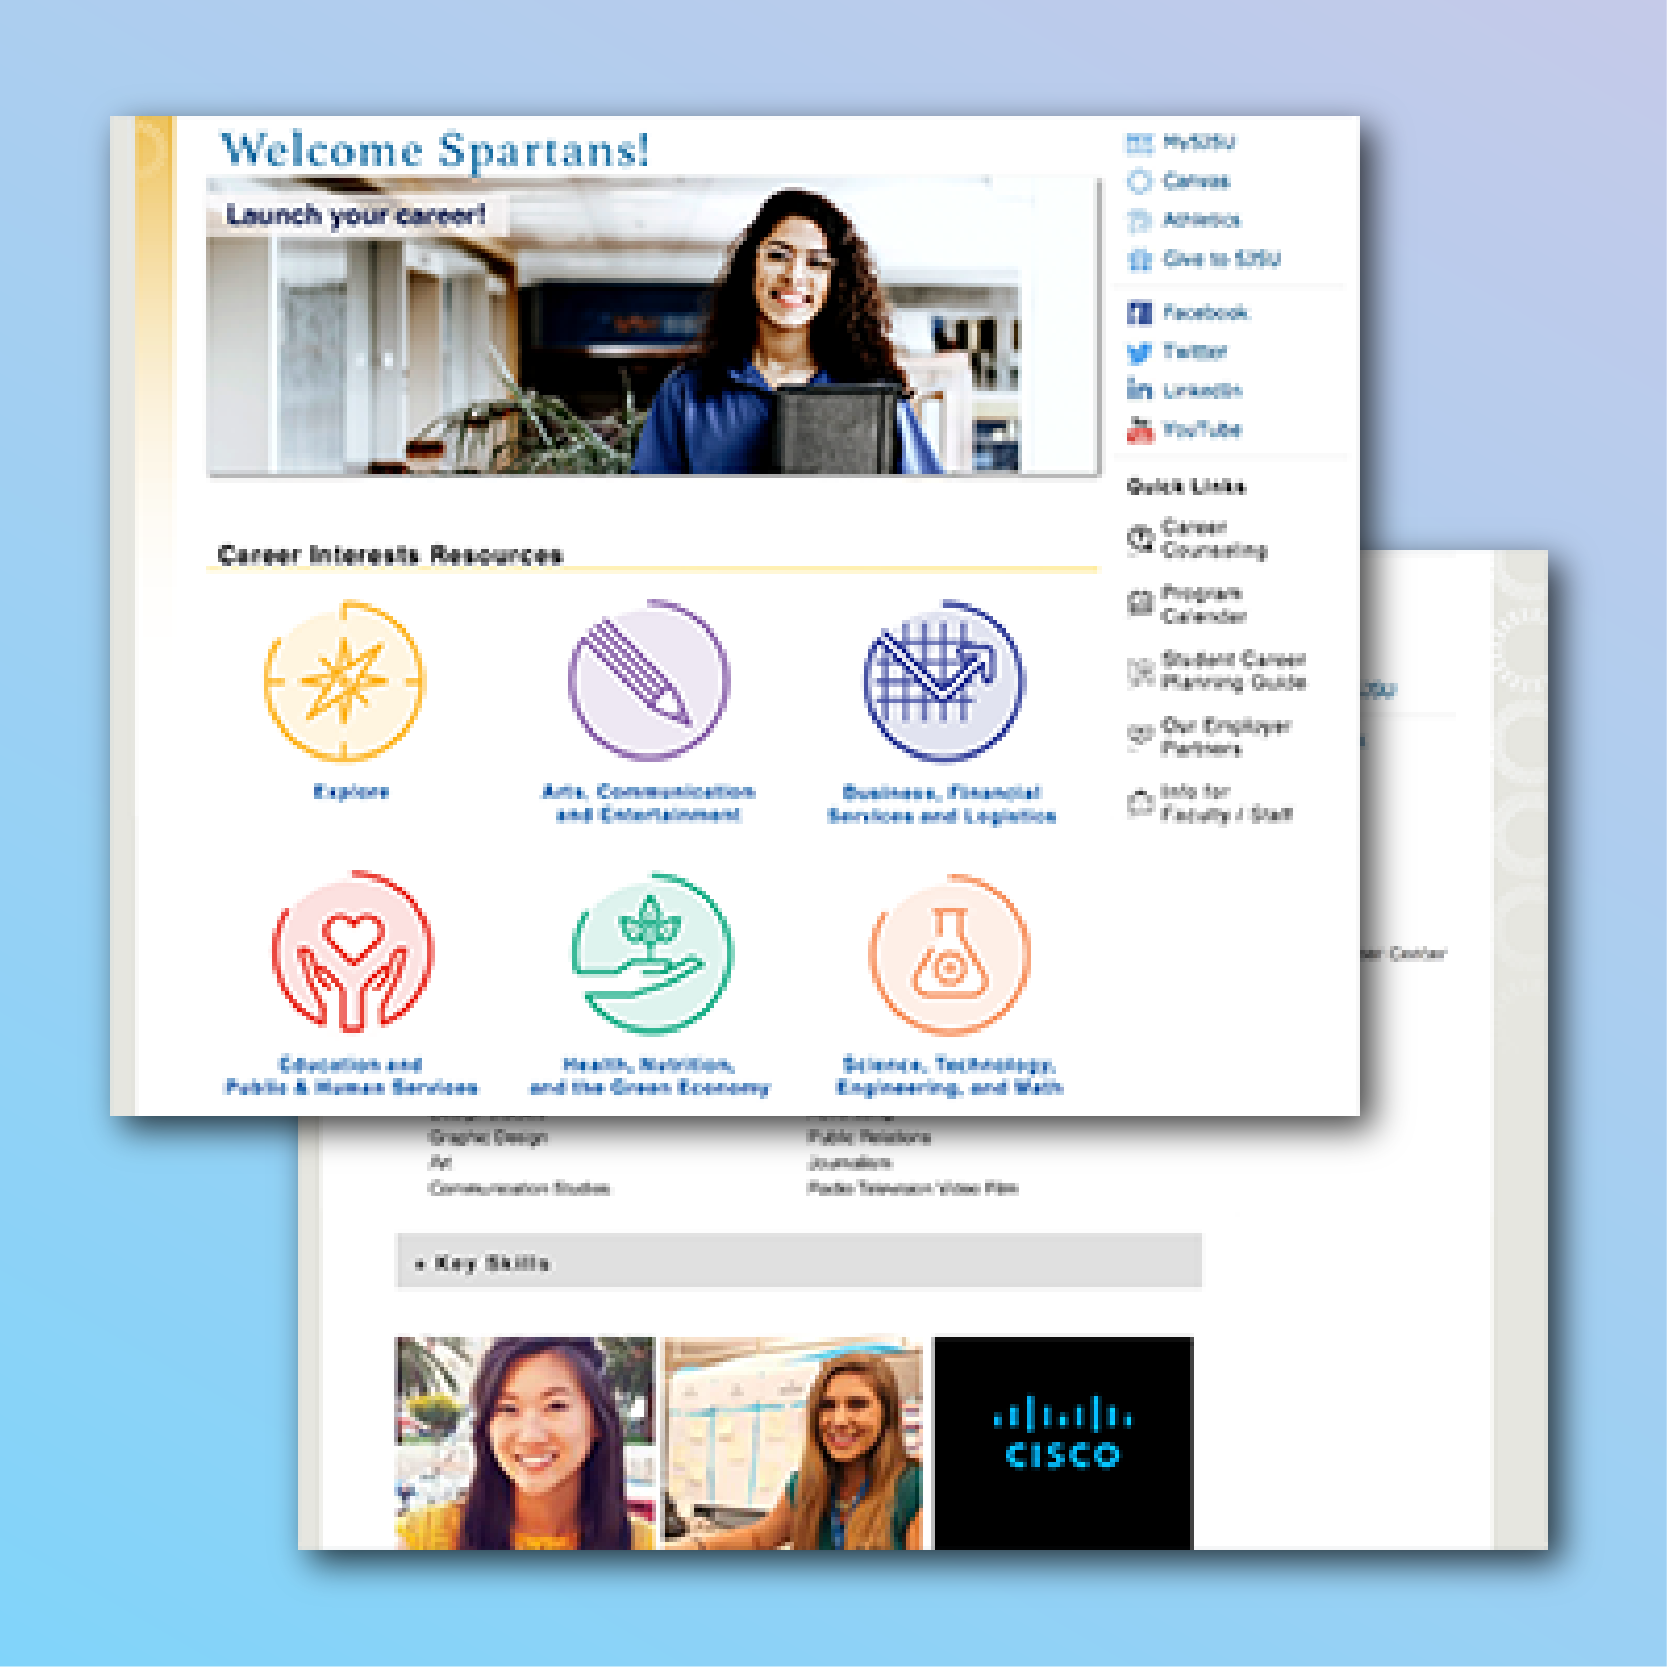 Welcome Spartans!
Launch your career!
MySJSU
Canvas
Athletics
Give to SJSU
Facebook
Twitter
LinkedIn
YouTube
Quick Links
Career
Counseling
Program
Calendar
Student Career
Planning Guide
Our Employer
Partners
Info for
Faculty / Staff
Career Interests Resources
Explore
Arts, Communication
and Entertainment
Business, Financial
Services and Logistics
Education and
Public & Human Services
Health, Nutrition,
and the Green Economy
Science, Technology,
Engineering, and Math
SJSU
Center
Graphic Design
Art
Communication Studies
Public Relations
Journalism
Radio Television Video Film
+ Key Skills
CISCO